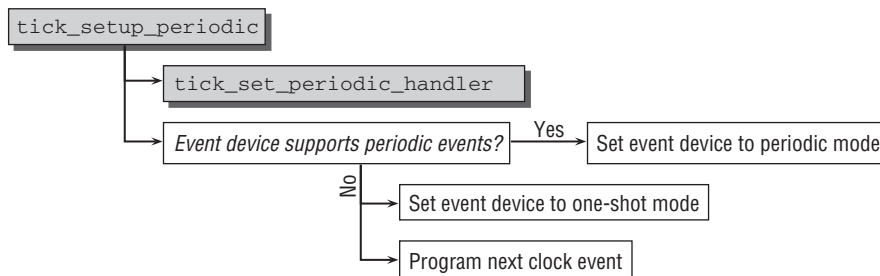 tick_setup_periodic
tick_set_periodic_handler
Event device supports periodic events?
Yes
Set event device to periodic mode
No
Set event device to one-shot mode
Program next clock event